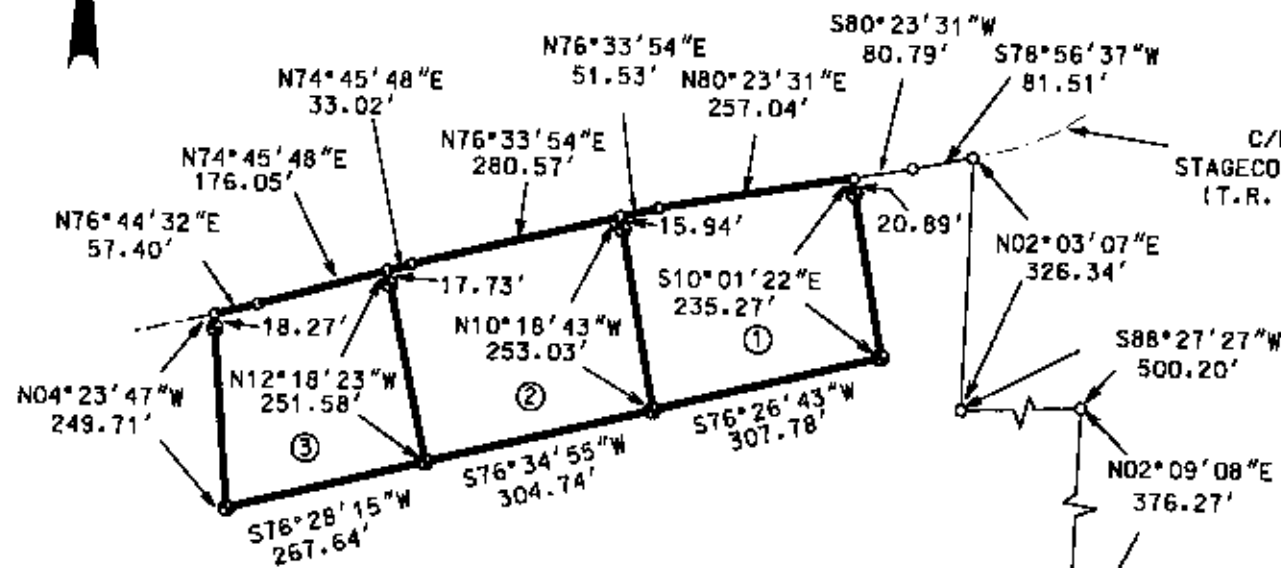 S80°23'31"W
80.79'
S78°56'37"W
81.51'
N76°33'54"E
51.53'
N80°23'31"E
257.04'
N74°45'48"E
33.02'
N76°33'54"E
280.57'
N74°45'48"E
176.05'
N76°44'32"E
57.40'
C/
STAGECO
(T.R.
15.94'
20.89'
N02°03'07"E
326.34'
17.73'
S10°01'22"E
235.27'
18.27'
N10°18'43"W
253.03'
1
S88°27'27"W
500.20'
N04°23'47"W
249.71'
N12°18'23"W
251.58'
2
3
S76°26'43"W
307.78'
S76°34'55"W
304.74'
N02°09'08"E
376.27'
S76°28'15"W
267.64'